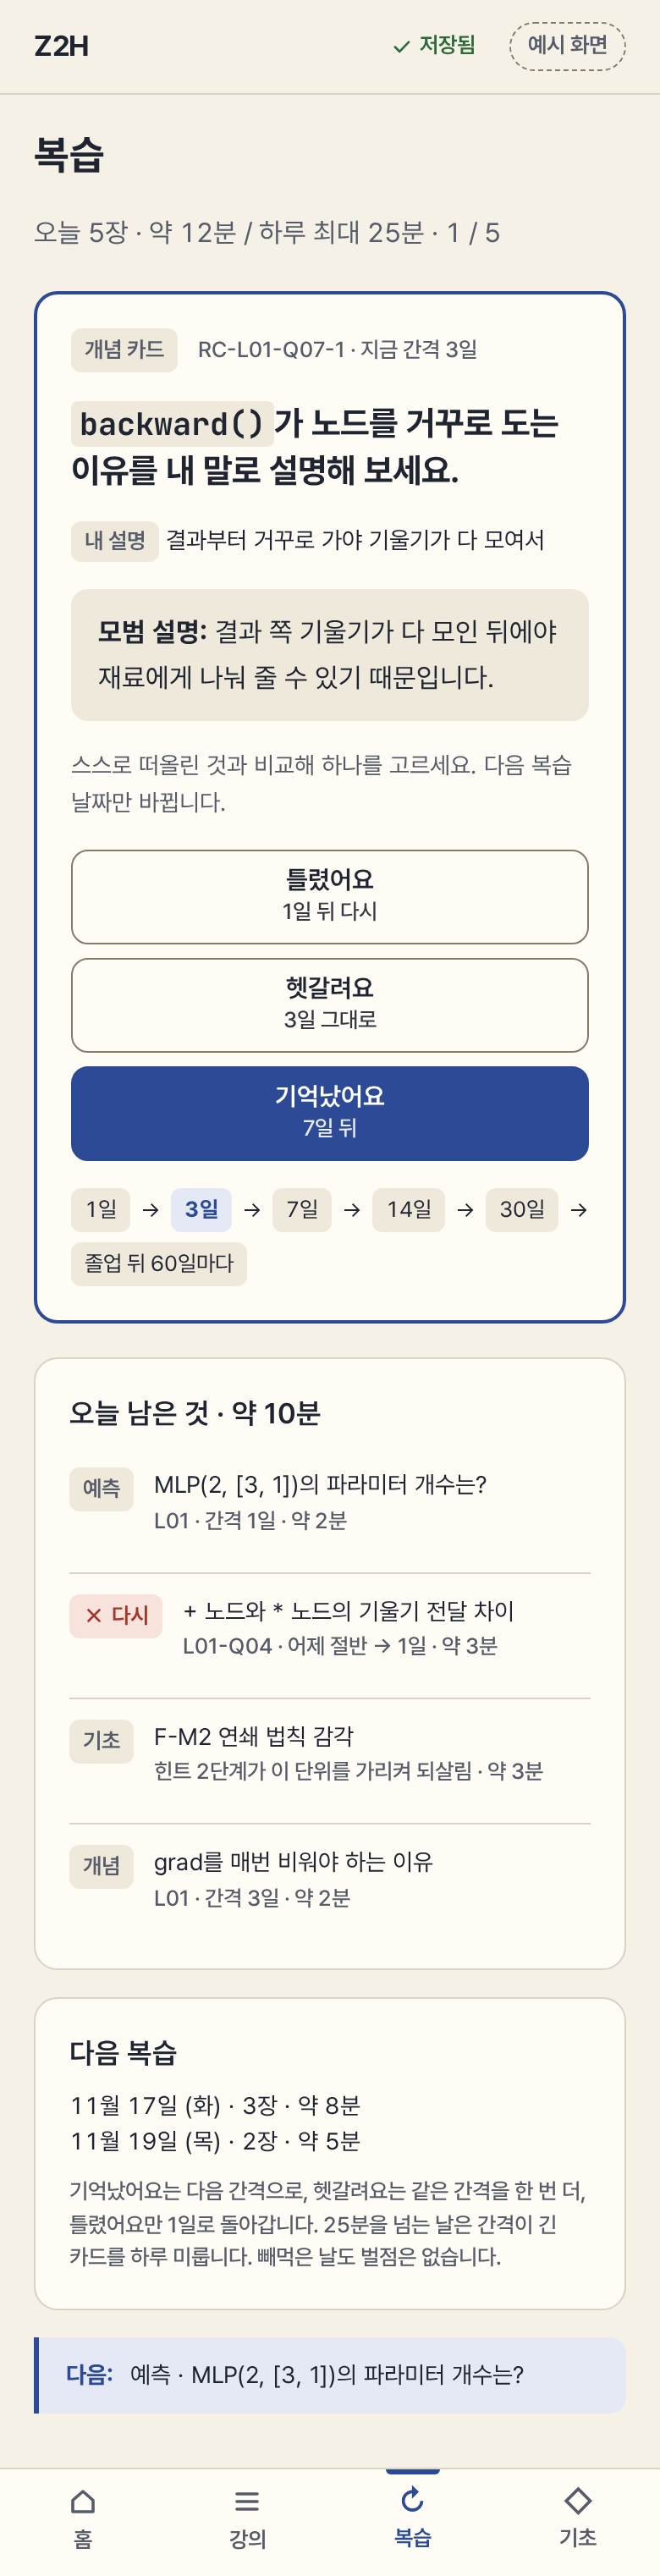 Z2H
✓ 저장됨
예시 화면
복습
오늘 5장 · 약 12분 / 하루 최대 25분 · 1 / 5
개념 카드 RC-L01-Q07-1 · 지금 간격 3일
backward()가 노드를 거꾸로 도는
이유를 내 말로 설명해 보세요.
내 설명 결과부터 거꾸로 가야 기울기가 다 모여서
모범 설명: 결과 쪽 기울기가 다 모인 뒤에야
재료에게 나눠 줄 수 있기 때문입니다.
스스로 떠올린 것과 비교해 하나를 고르세요. 다음 복습
날짜만 바뀝니다.
틀렸어요
1일 뒤 다시
헷갈려요
3일 그대로
기억났어요
7일 뒤
1일 → 3일 → 7일 → 14일 → 30일 →
졸업 뒤 60일마다
오늘 남은 것 · 약 10분
예측 MLP(2, [3, 1])의 파라미터 개수는?
L01 · 간격 1일 · 약 2분
✕ 다시 + 노드와 * 노드의 기울기 전달 차이
L01-Q04 · 어제 절반 → 1일 · 약 3분
기초 F-M2 연쇄 법칙 감각
힌트 2단계가 이 단위를 가리켜 되살림 · 약 3분
개념 grad를 매번 비워야 하는 이유
L01 · 간격 3일 · 약 2분
다음 복습
11월 17일 (화) · 3장 · 약 8분
11월 19일 (목) · 2장 · 약 5분
기억났어요는 다음 간격으로, 헷갈려요는 같은 간격을 한 번 더,
틀렸어요만 1일로 돌아갑니다. 25분을 넘는 날은 간격이 긴
카드를 하루 미룹니다. 빼먹은 날도 벌점은 없습니다.
다음: 예측 · MLP(2, [3, 1])의 파라미터 개수는?
홈
강의
복습
기초